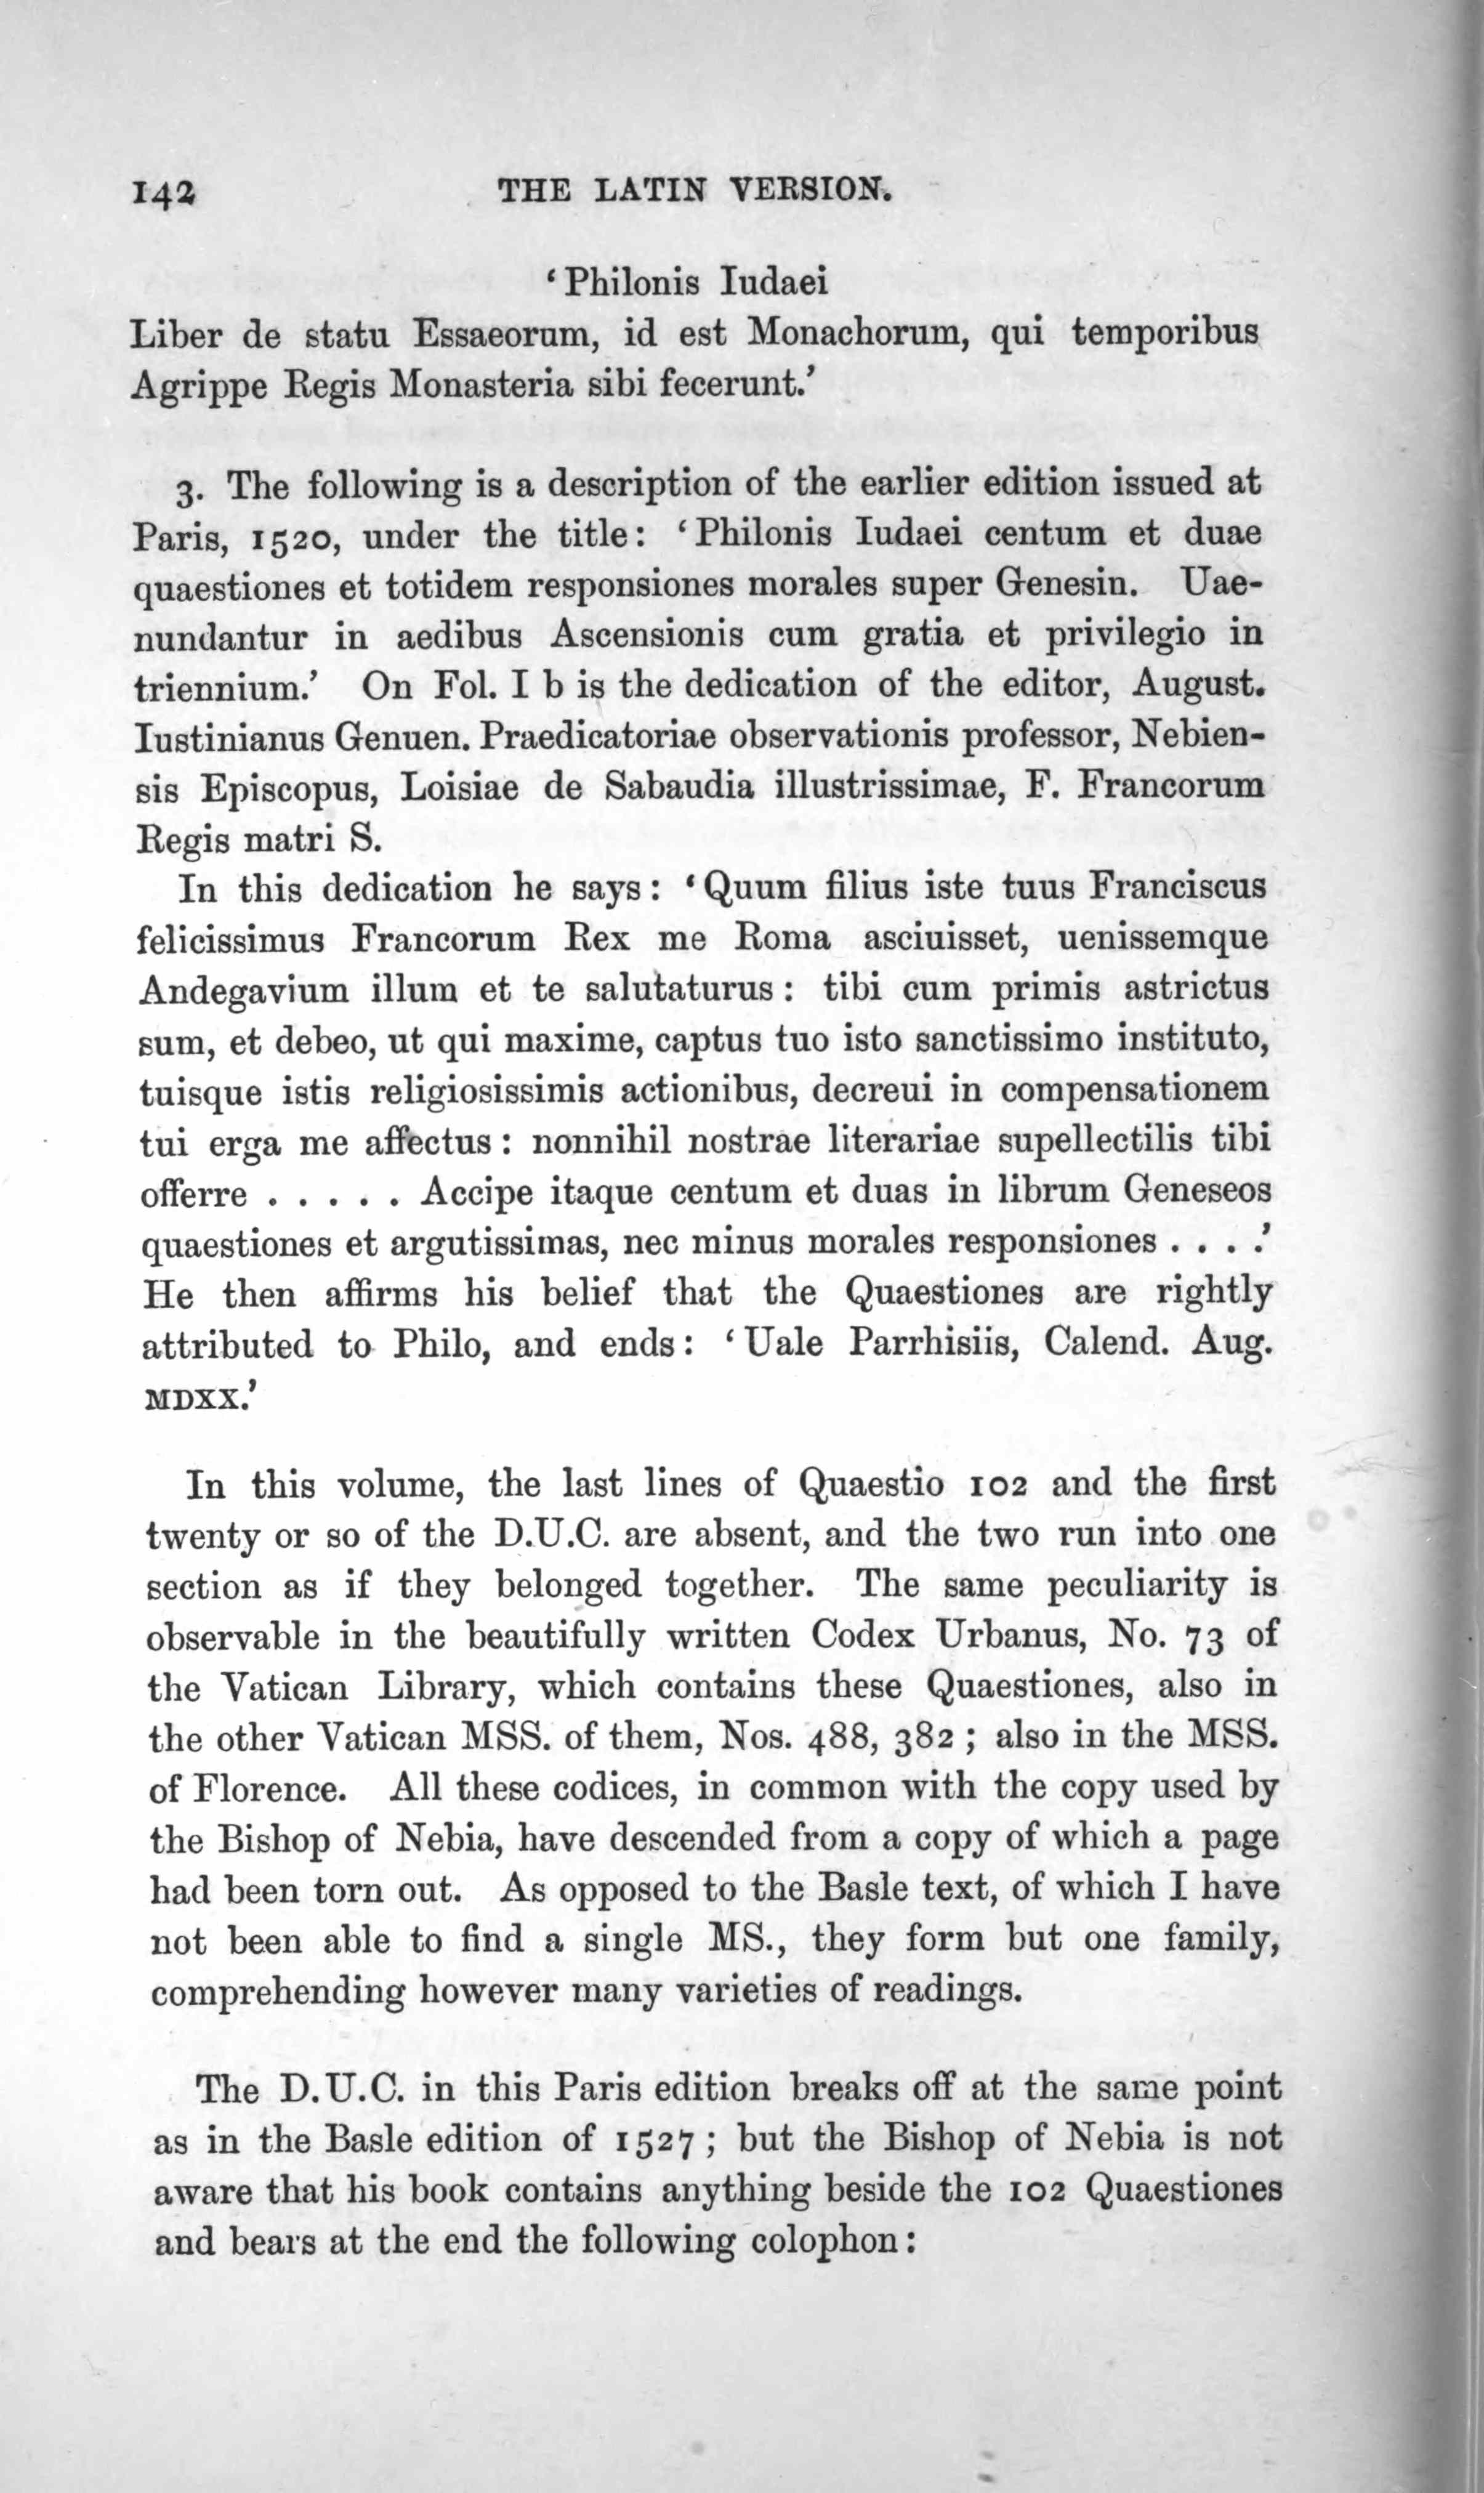 142 THE LATIN VERSION.
‘Philonis Iudaei
Liber de statu Essaeorum, id est Monachorum, qui temporibus
Agrippe Regis Monasteria sibi fecerunt.’
3. The following is a description of the earlier edition issued at
Paris, 1520, under the title: ‘Philonis Iudaei centum et duae
quaestiones et totidem responsiones morales super Genesin. Uae-
nundantur in aedibus Ascensionis cum gratia et privilegio in
triennium.’ On Fol. I b is the dedication of the editor, August.
Iustinianus Genuen. Praedicatoriae observationis professor, Nebien-
sis Episcopus, Loisiae de Sabaudia illustrissimae, F. Francorum
Regis matri S.
In this dedication he says: ‘Quum filius iste tuus Franciscus
felicissimus Francorum Rex me Roma asciuisset, uenissemque
Andegavium illum et te salutaturus: tibi cum primis astrictus
sum, et debeo, ut qui maxime, captus tuo isto sanctissimo instituto,
tuisque istis religiosissimis actionibus, decreui in compensationem
tui erga me affectus: nonnihil nostrae literariae supellectilis tibi
offerre . . . . . Accipe itaque centum et duas in librum Geneseos
quaestiones et argutissimas, nec minus morales responsiones . . . .’
He then affirms his belief that the Quaestiones are rightly
attributed to Philo, and ends: ‘Uale Parrhisiis, Calend. Aug.
MDXX.’
In this volume, the last lines of Quaestio 102 and the first
twenty or so of the D.U.C. are absent, and the two run into one
section as if they belonged together. The same peculiarity is
observable in the beautifully written Codex Urbanus, No. 73 of
the Vatican Library, which contains these Quaestiones, also in
the other Vatican MSS. of them, Nos. 488, 382; also in the MSS.
of Florence. All these codices, in common with the copy used by
the Bishop of Nebia, have descended from a copy of which a page
had been torn out. As opposed to the Basle text, of which I have
not been able to find a single MS., they form but one family,
comprehending however many varieties of readings.
The D.U.C. in this Paris edition breaks off at the same point
as in the Basle edition of 1527; but the Bishop of Nebia is not
aware that his book contains anything beside the 102 Quaestiones
and bears at the end the following colophon: